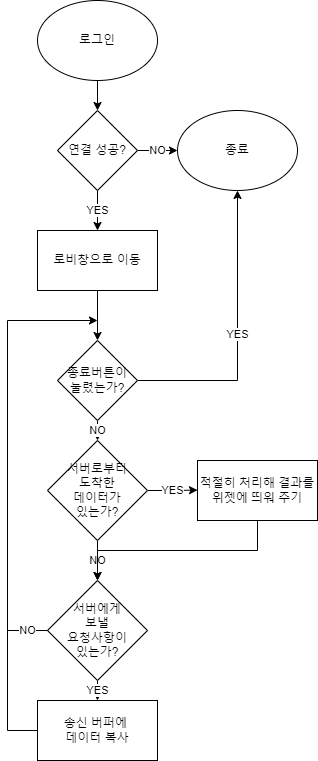 로그인
연결 성공?
NO
종료
YES
로비창으로 이동
종료버튼이
눌렸는가?
YES
NO
서버로부터
도착한
데이터가
있는가?
YES
적절히 처리해 결과를
위젯에 띄워 주기
NO
서버에게
보낼
요청사항이
있는가?
NO
YES
송신 버퍼에
데이터 복사